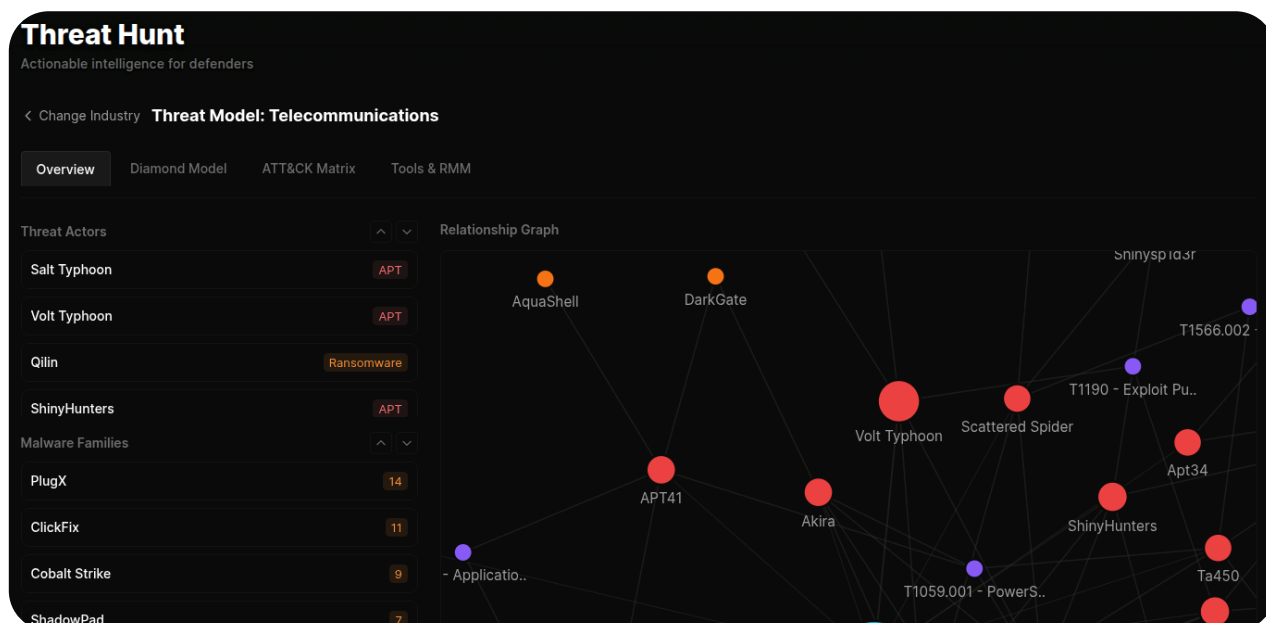 Threat Hunt
Actionable intelligence for defenders
Change Industry
Threat Model: Telecommunications
Overview
Diamond Model
ATT&CK Matrix
Tools & RMM
Threat Actors
Salt Typhoon
APT
Volt Typhoon
APT
Qilin
Ransomware
ShinyHunters
APT
Malware Families
PlugX
14
ClickFix
11
Cobalt Strike
9
ShadowPad
7
Relationship Graph
Shinysp1d3r
AquaShell
DarkGate
T1566.002 -
T1190 - Exploit Pu..
Volt Typhoon
Scattered Spider
Apt34
APT41
Akira
ShinyHunters
- Applicatio..
T1059.001 - PowerS..
Ta450